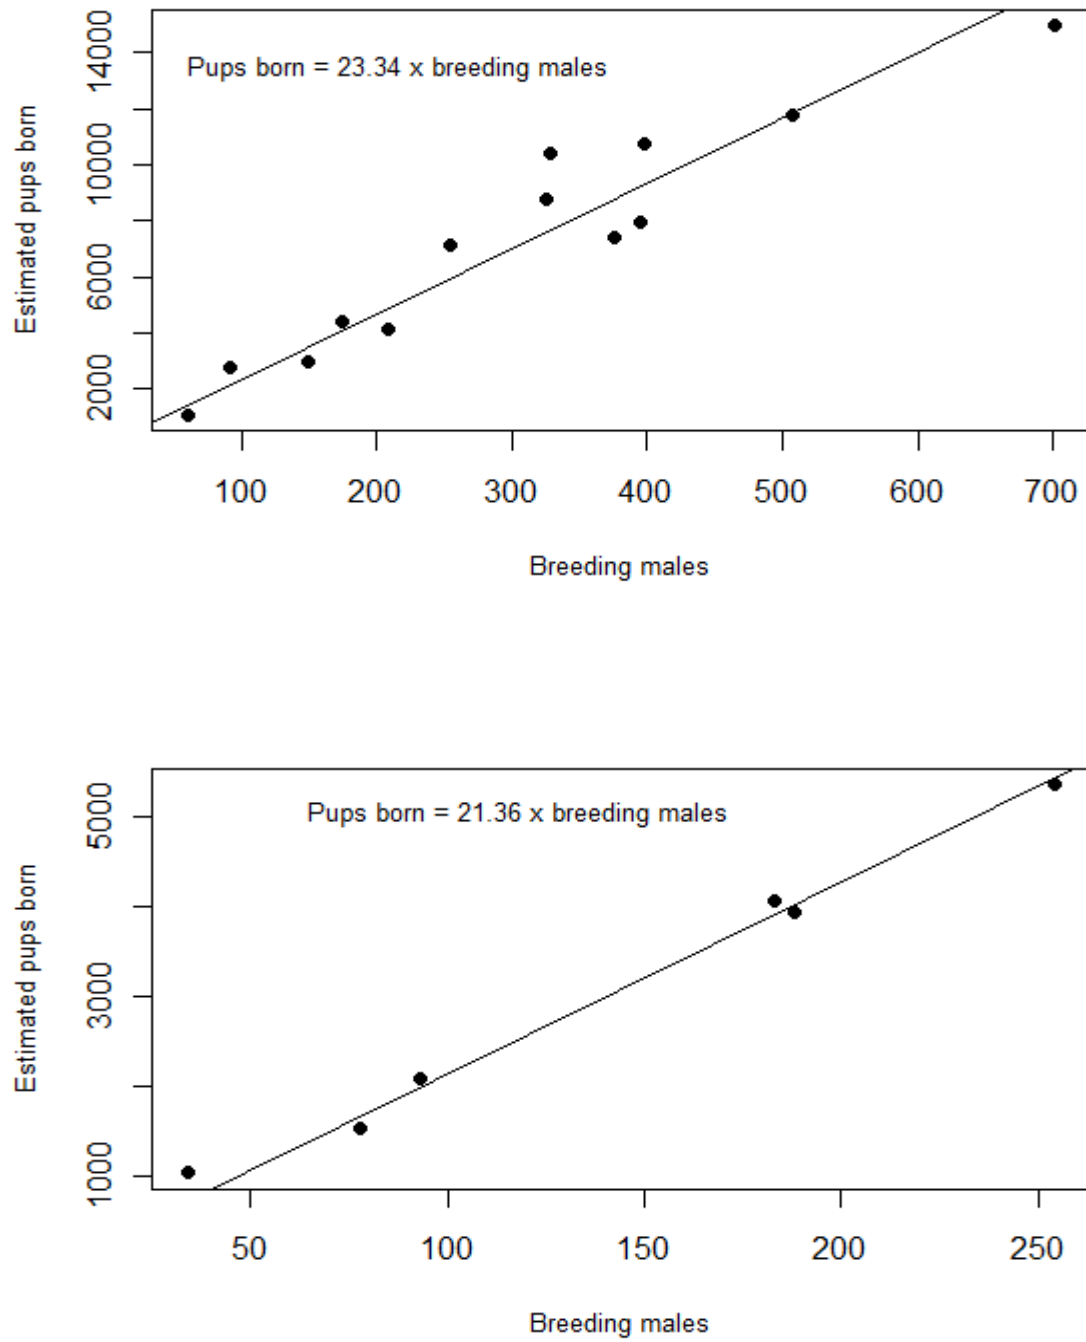 Pups born = 23.34 x breeding males
Estimated pups born
14000
10000
6000
2000
100 200 300 400 500 600 700
Breeding males
Pups born = 21.36 x breeding males
Estimated pups born
5000
3000
1000
50 100 150 200 250
Breeding males